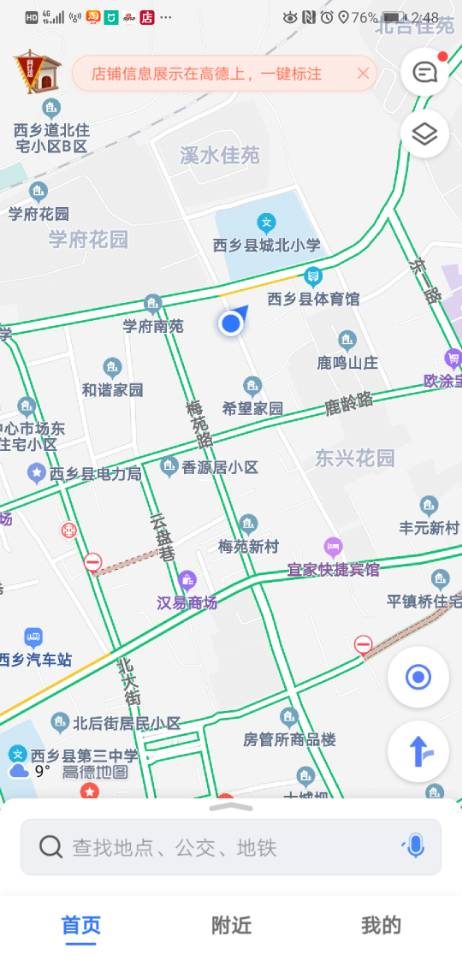 HD 4G 76% 2:48
北台佳苑
店铺信息展示在高德上，一键标注
西乡道北住
宅小区B区
溪水佳苑
学府花园
学府花园
文
西乡县城北小学
东一路
西乡县体育馆
学府南苑
学
鹿鸣山庄
欧涂宝
和谐家园
希望家园
梅苑路
鹿龄路
中心市场东
住宅小区
东兴花园
香源居小区
西乡县电力局
场
云盘巷
丰元新村
梅苑新村
宜家快捷宾馆
汉易商场
平镇桥住宅
西乡汽车站
北大街
北后街居民小区
房管所商品楼
文
西乡县第三中学
9° 高德地图
查找地点、公交、地铁
首页
附近
我的